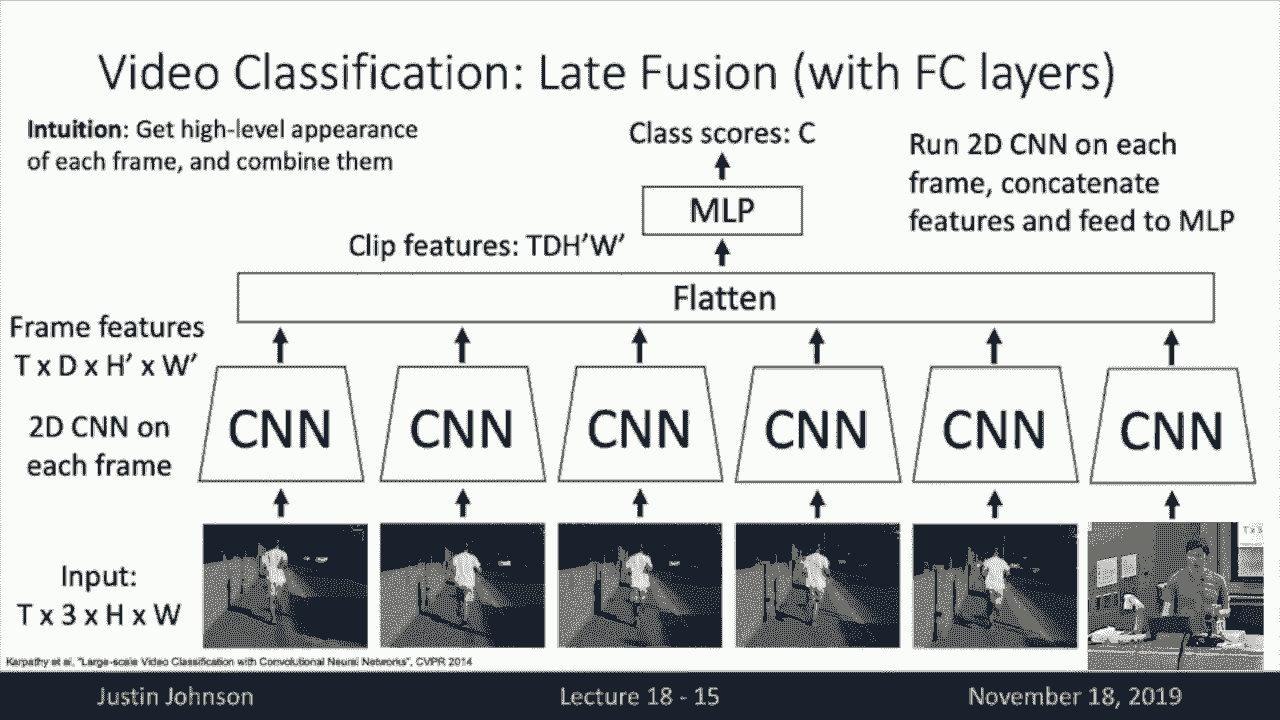 Video Classification: Late Fusion (with FC layers)
Intuition: Get high-level appearance
of each frame, and combine them
Class scores: C
Run 2D CNN on each
frame, concatenate
features and feed to MLP
MLP
Clip features: TDH’W’
Flatten
Frame features
T x D x H’ x W’
2D CNN on
each frame
CNN CNN CNN CNN CNN CNN
Input:
T x 3 x H x W
T x 3
Karpathy et al, "Large-scale Video Classification with Convolutional Neural Networks", CVPR 2014
Justin Johnson
Lecture 18 - 15
November 18, 2019